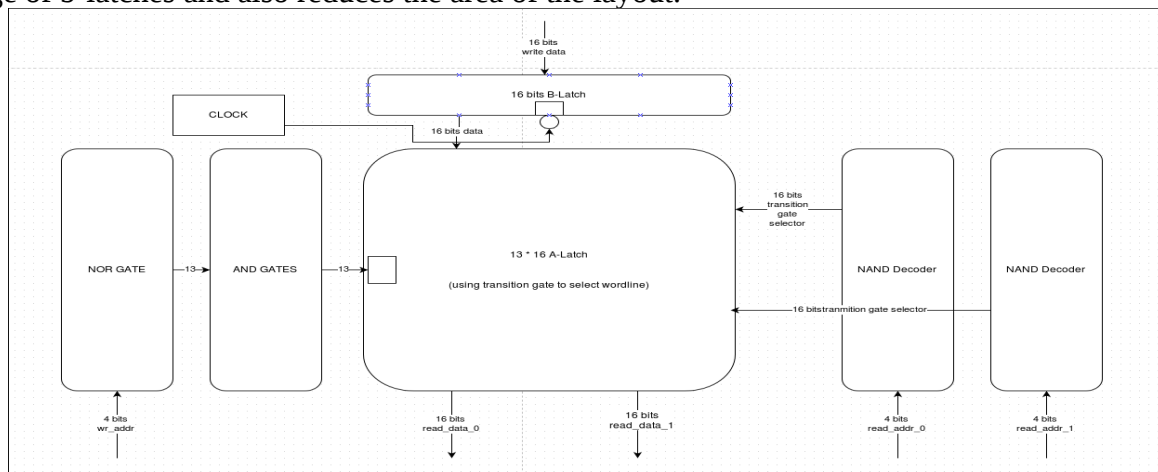 ge of B-latches and also reduces the area of the layout.
16 bits
write data
16 bits B-Latch
CLOCK
16 bits data
16 bits
transition
gate
selector
13 * 16 A-Latch
NOR GATE
13
AND GATES
13
NAND Decoder
NAND Decoder
(using transition gate to select wordline)
16 bitstranmition gate selector
4 bits
wr_addr
16 bits
read_data_0
16 bits
read_data_1
4 bits
read_addr_0
4 bits
read_addr_1